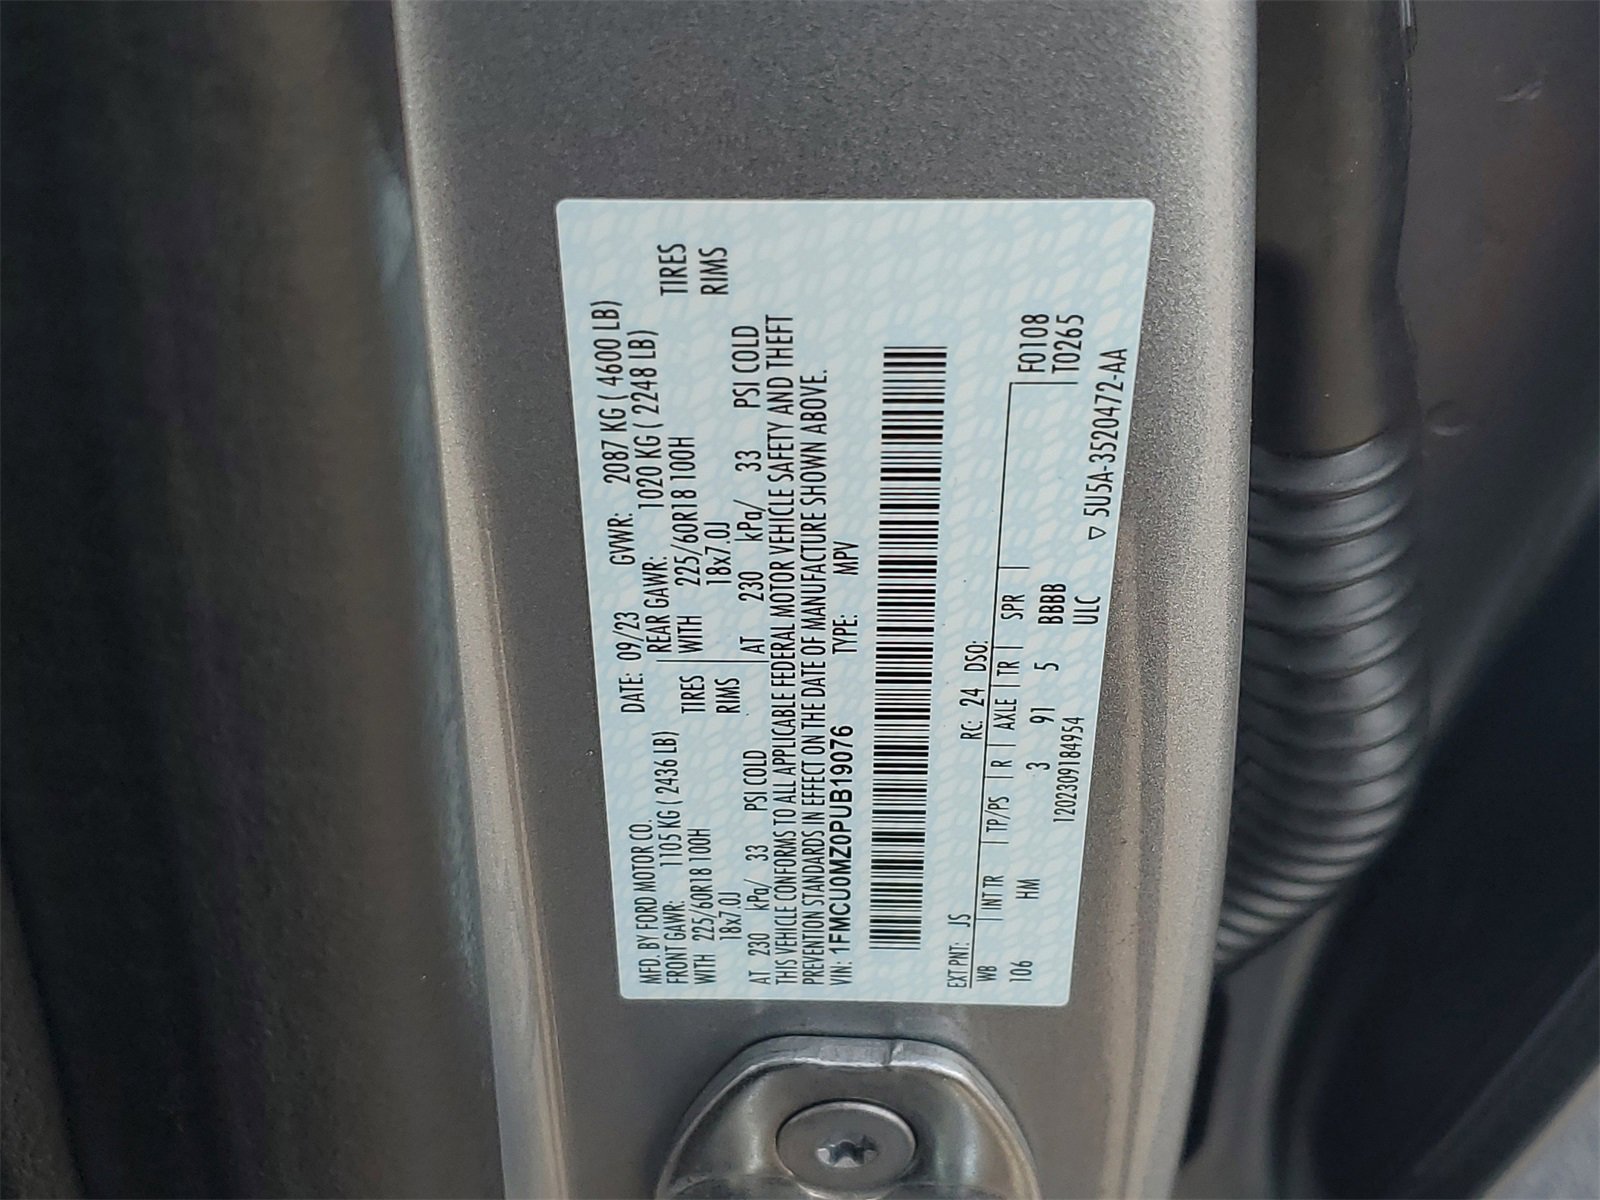 MFD. BY FORD MOTOR CO.
DATE: 09/23 GVWR: 2087 KG ( 4600 LB)
FRONT GAWR: 1105 KG ( 2436 LB) REAR GAWR: 1020 KG ( 2248 LB)
WITH 225/60R18 100H TIRES WITH 225/60R18 100H TIRES
18x7.0J RIMS 18x7.0J RIMS
AT 230 kPa/ 33 PSI COLD AT 230 kPa/ 33 PSI COLD
THIS VEHICLE CONFORMS TO ALL APPLICABLE FEDERAL MOTOR VEHICLE SAFETY AND THEFT
PREVENTION STANDARDS IN EFFECT ON THE DATE OF MANUFACTURE SHOWN ABOVE.
VIN: 1FMCU0MZ0PUB19076 TYPE: MPV
EXT PNT: JS RC: 24 DSO: F0108
WB INT TR TP/PS R AXLE TR SPR T0265
106 HM 3 91 5 BBBB
1202309184954 ULC ▽ 5U5A-3520472-AA